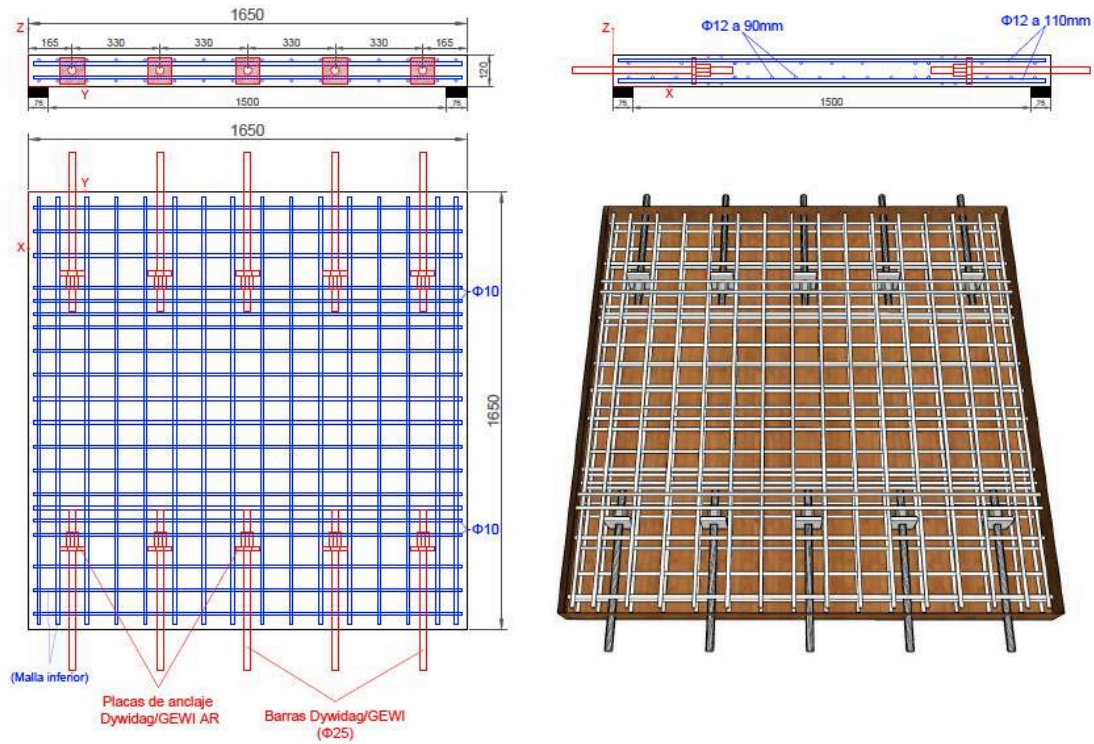 1650
Z
165
330
330
330
330
165
120
Y
75
1500
75
Φ12 a 90mm
Φ12 a 110mm
Z
X
75
1500
75
1650
Y
X
Φ10
1650
Φ10
(Malla inferior)
Placas de anclaje
Dywidag/GEWI AR
Barras Dywidag/GEWI
(Φ25)